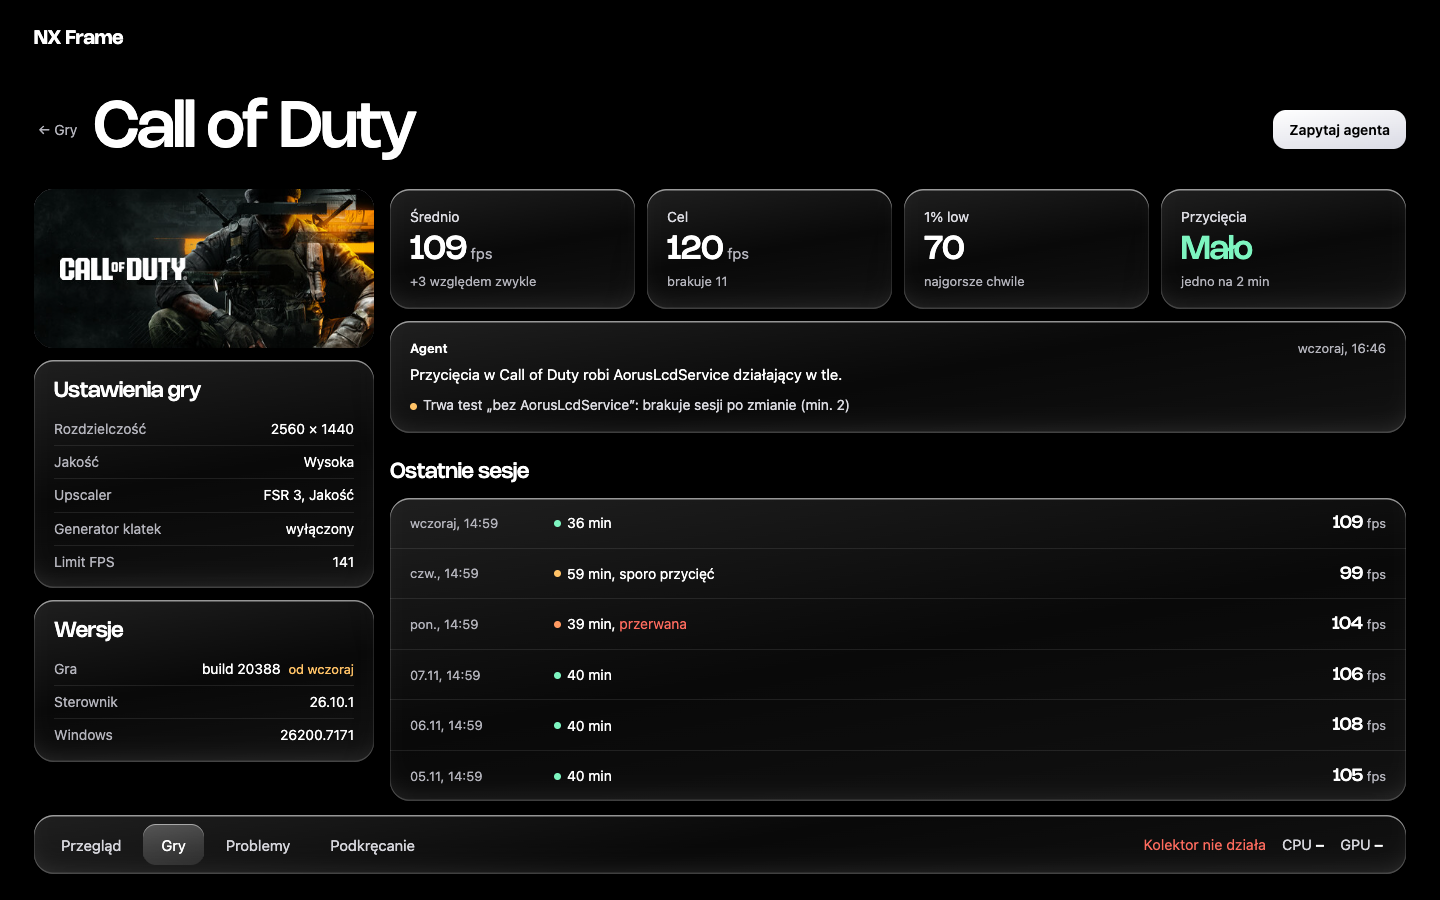 NX Frame
← Gry
Call of Duty
Zapytaj agenta
CALL OF DUTY
Średnio
109 fps
+3 względem zwykle
Cel
120 fps
brakuje 11
1% low
70
najgorsze chwile
Przycięcia
Mało
jedno na 2 min
Agent
wczoraj, 16:46
Przycięcia w Call of Duty robi AorusLcdService działający w tle.
Trwa test „bez AorusLcdService”: brakuje sesji po zmianie (min. 2)
Ustawienia gry
Rozdzielczość 2560 × 1440
Jakość Wysoka
Upscaler FSR 3, Jakość
Generator klatek wyłączony
Limit FPS 141
Wersje
Gra build 20388 od wczoraj
Sterownik 26.10.1
Windows 26200.7171
Ostatnie sesje
wczoraj, 14:59 36 min 109 fps
czw., 14:59 59 min, sporo przycięć 99 fps
pon., 14:59 39 min, przerwana 104 fps
07.11, 14:59 40 min 106 fps
06.11, 14:59 40 min 108 fps
05.11, 14:59 40 min 105 fps
Przegląd Gry Problemy Podkręcanie
Kolektor nie działa CPU – GPU –